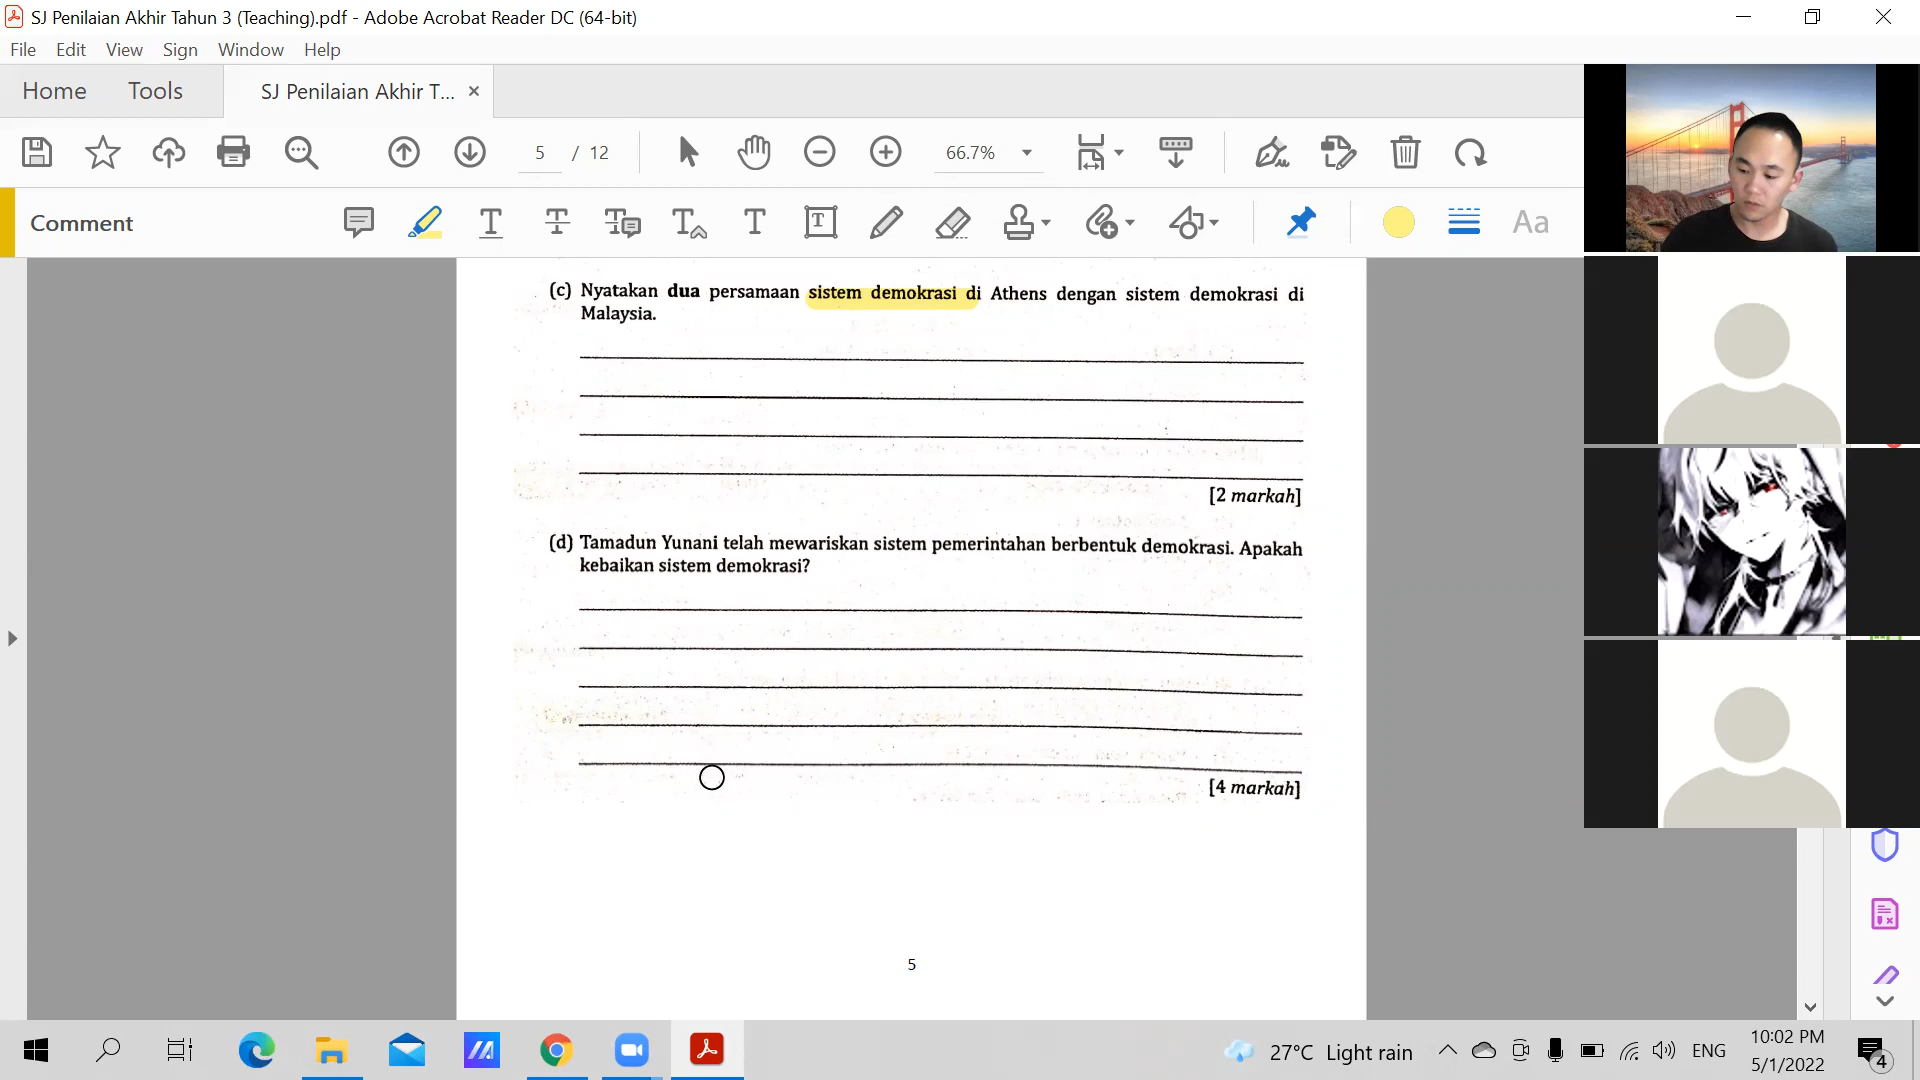 SJ Penilaian Akhir Tahun 3 (Teaching).pdf - Adobe Acrobat Reader DC (64-bit)
File Edit View Sign Window Help
Home Tools SJ Penilaian Akhir T... ×
5 / 12 66.7%
Comment Aa
(c) Nyatakan dua persamaan sistem demokrasi di Athens dengan sistem demokrasi di
Malaysia.
[2 markah]
(d) Tamadun Yunani telah mewariskan sistem pemerintahan berbentuk demokrasi. Apakah
kebaikan sistem demokrasi?
[4 markah]
5
27°C Light rain ENG 10:02 PM
5/1/2022 4